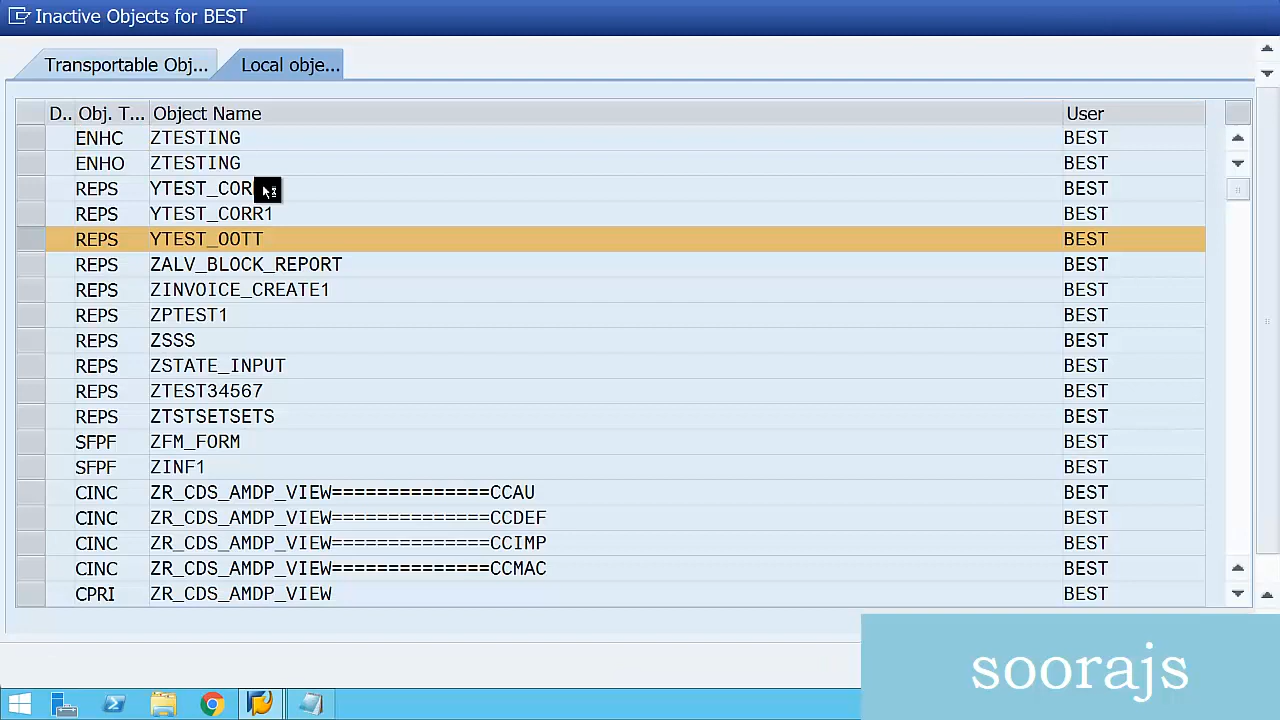 Inactive Objects for BEST
Transportable Obj... Local obje...
D.. Obj. T... Object Name User
ENHC ZTESTING BEST
ENHO ZTESTING BEST
REPS BEST
REPS YTEST_CORR1 BEST
REPS YTEST_OOTT BEST
REPS ZALV_BLOCK_REPORT BEST
REPS ZINVOICE_CREATE1 BEST
REPS ZPTEST1 BEST
REPS ZSSS BEST
REPS ZSTATE_INPUT BEST
REPS ZTEST34567 BEST
REPS ZTSTSETSETS BEST
SFPF ZFM_FORM BEST
SFPF ZINF1 BEST
CINC ZR_CDS_AMDP_VIEW==============CCAU BEST
CINC ZR_CDS_AMDP_VIEW==============CCDEF BEST
CINC ZR_CDS_AMDP_VIEW==============CCIMP BEST
CINC ZR_CDS_AMDP_VIEW==============CCMAC BEST
CPRI ZR_CDS_AMDP_VIEW BEST
soorajs